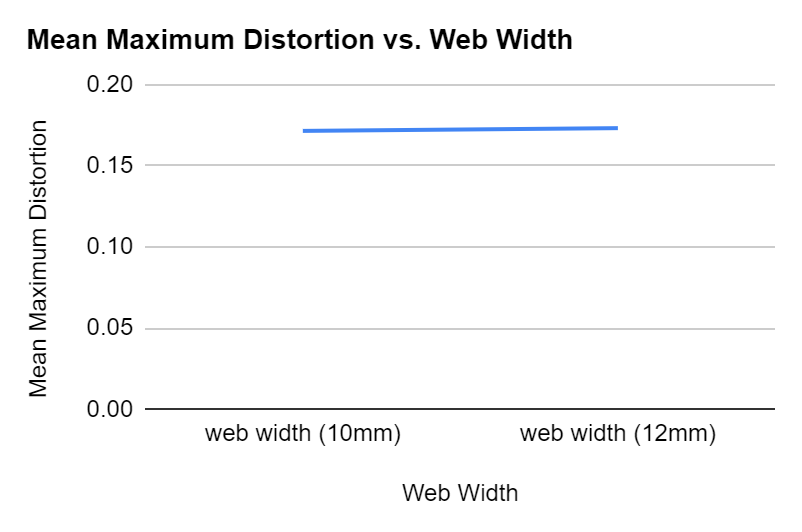 Mean Maximum Distortion vs. Web Width
Mean Maximum Distortion
0.20
0.15
0.10
0.05
0.00
web width (10mm)
web width (12mm)
Web Width